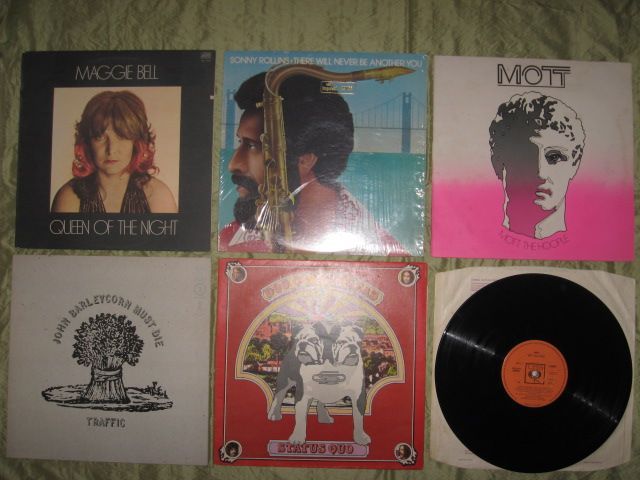 MAGGIE BELL
QUEEN OF THE NIGHT
SONNY ROLLINS • THERE WILL NEVER BE ANOTHER YOU
MOTT
MOTT THE HOOPLE
JOHN BARLEYCORN MUST DIE
TRAFFIC
STATUS QUO